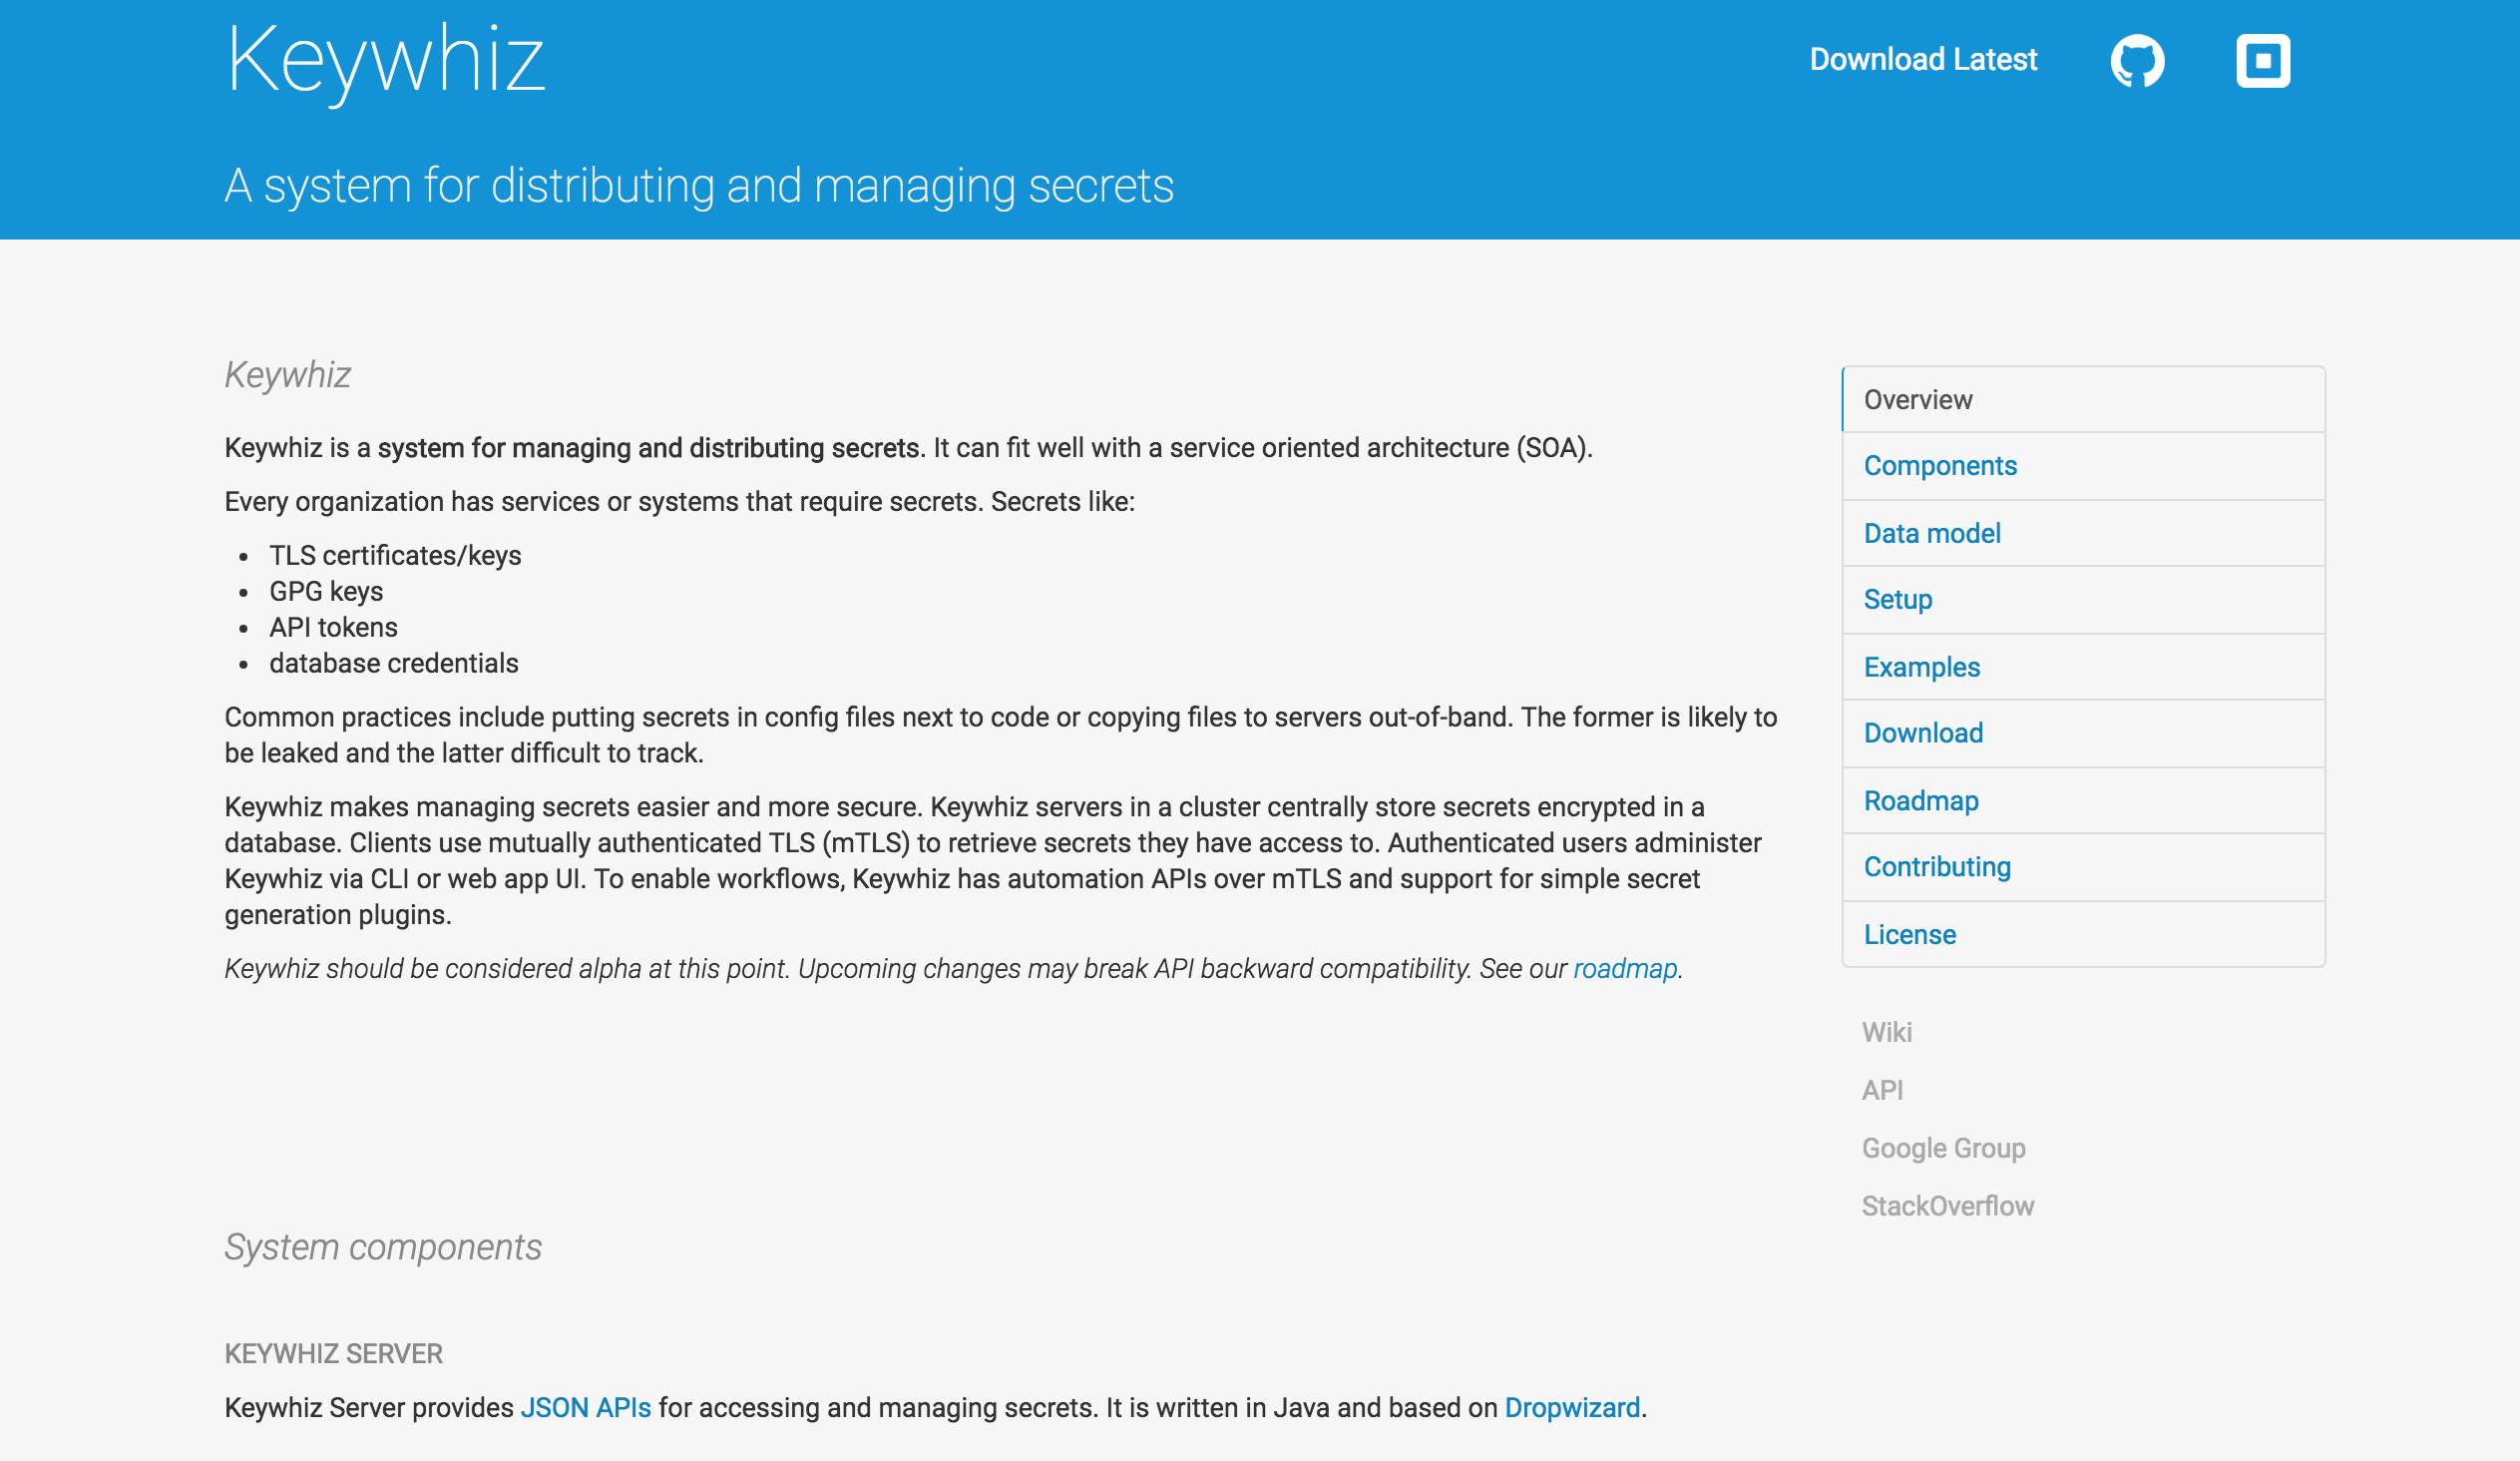 Keywhiz
Download Latest
A system for distributing and managing secrets
Keywhiz
Keywhiz is a system for managing and distributing secrets. It can fit well with a service oriented architecture (SOA).
Every organization has services or systems that require secrets. Secrets like:
• TLS certificates/keys
• GPG keys
• API tokens
• database credentials
Common practices include putting secrets in config files next to code or copying files to servers out-of-band. The former is likely to
be leaked and the latter difficult to track.
Keywhiz makes managing secrets easier and more secure. Keywhiz servers in a cluster centrally store secrets encrypted in a
database. Clients use mutually authenticated TLS (mTLS) to retrieve secrets they have access to. Authenticated users administer
Keywhiz via CLI or web app UI. To enable workflows, Keywhiz has automation APIs over mTLS and support for simple secret
generation plugins.
Keywhiz should be considered alpha at this point. Upcoming changes may break API backward compatibility. See our roadmap.
System components
KEYWHIZ SERVER
Keywhiz Server provides JSON APIs for accessing and managing secrets. It is written in Java and based on Dropwizard.
Overview
Components
Data model
Setup
Examples
Download
Roadmap
Contributing
License
Wiki
API
Google Group
StackOverflow